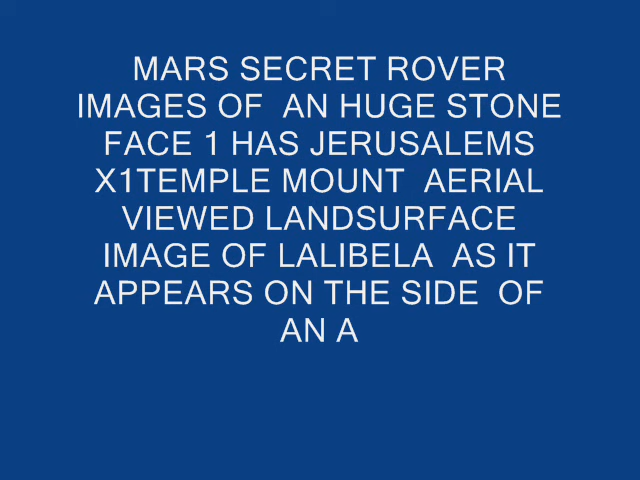 MARS SECRET ROVER
IMAGES OF  AN HUGE STONE
FACE 1 HAS JERUSALEMS
X1TEMPLE MOUNT  AERIAL
VIEWED LANDSURFACE
IMAGE OF LALIBELA  AS IT
APPEARS ON THE SIDE  OF
AN A